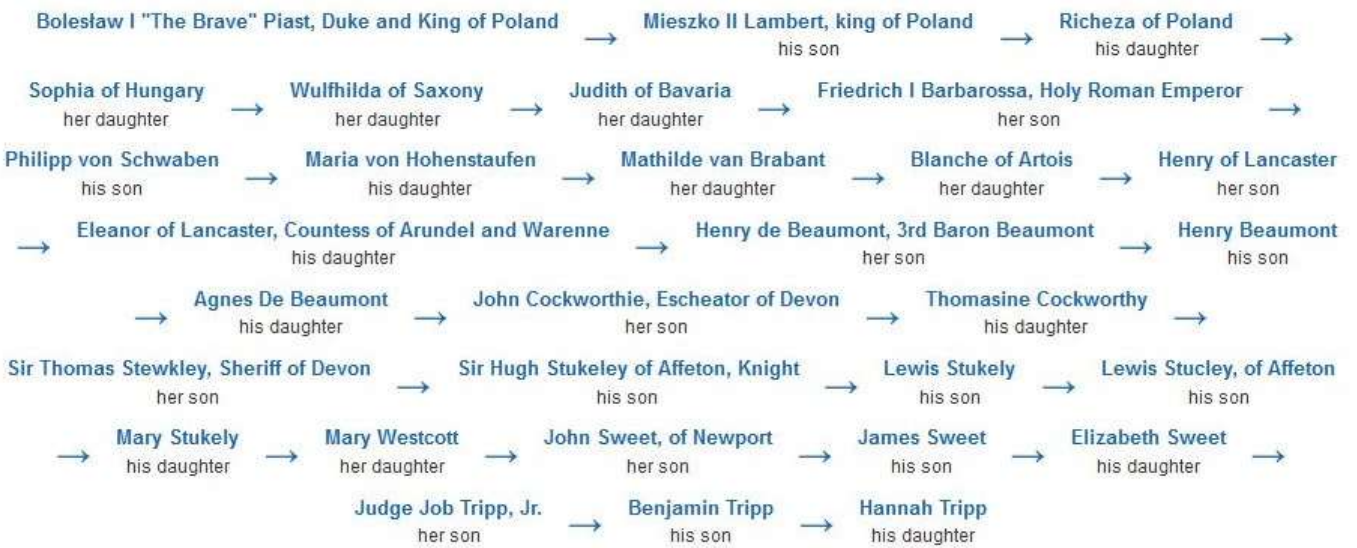 Bolesław I "The Brave" Piast, Duke and King of Poland → Mieszko II Lambert, king of Poland → Richeza of Poland →
his son his daughter
Sophia of Hungary → Wulfhilda of Saxony → Judith of Bavaria → Friedrich I Barbarossa, Holy Roman Emperor →
her daughter her daughter her daughter her son
Philipp von Schwaben → Maria von Hohenstaufen → Mathilde van Brabant → Blanche of Artois → Henry of Lancaster
his son his daughter her daughter her daughter her son
→ Eleanor of Lancaster, Countess of Arundel and Warenne → Henry de Beaumont, 3rd Baron Beaumont → Henry Beaumont
his daughter her son his son
→ Agnes De Beaumont → John Cockworthie, Escheator of Devon → Thomasine Cockworthy →
his daughter her son his daughter
Sir Thomas Stewkley, Sheriff of Devon → Sir Hugh Stukeley of Affeton, Knight → Lewis Stukely → Lewis Stucley, of Affeton
her son his son his son his son
→ Mary Stukely → Mary Westcott → John Sweet, of Newport → James Sweet → Elizabeth Sweet →
his daughter her daughter her son his son his daughter
Judge Job Tripp, Jr. → Benjamin Tripp → Hannah Tripp
her son his son his daughter